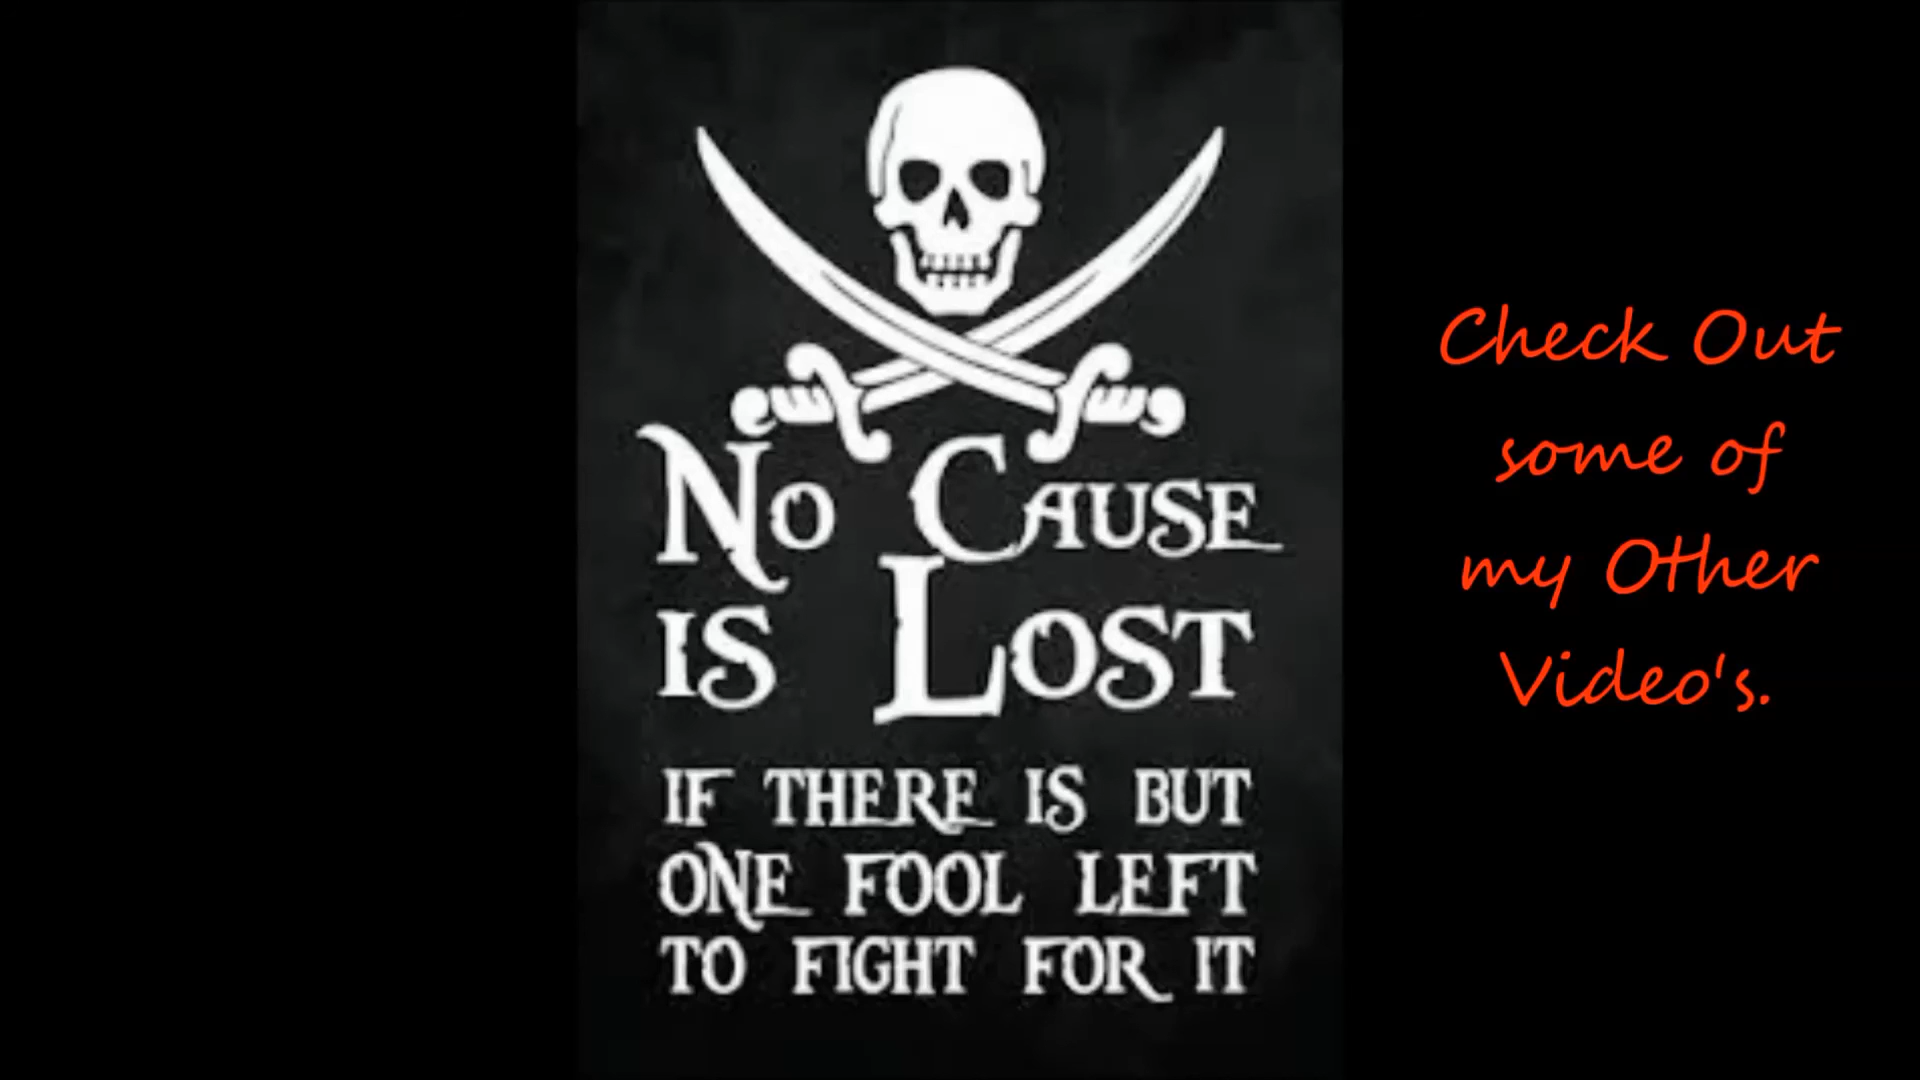 No Cause
is Lost
if there is but
one fool left
to fight for it
Check Out
some of
my Other
Video's.